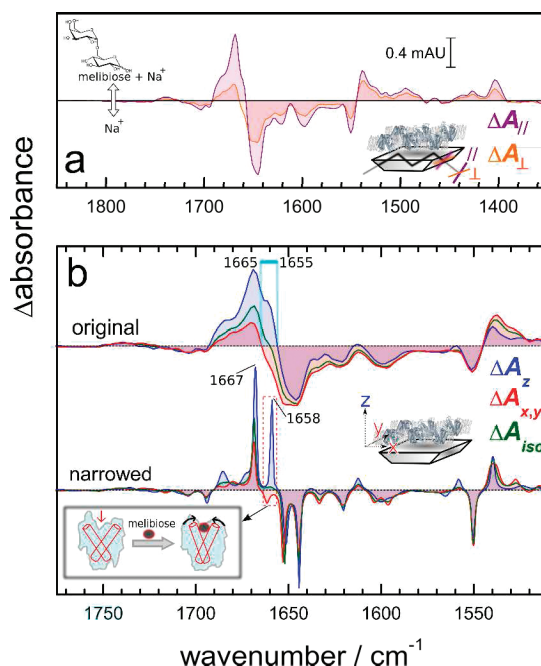 0.4 mAU
melibiose + Na+
Na+
ΔA//
ΔA⊥
//
⊥
a
1800 1700 1600 1500 1400
Δabsorbance
b
1665 1655
original
1667
1658
ΔAz
ΔAx,y
ΔAiso
z
y
x
narrowed
melibiose
1750 1700 1650 1600 1550
wavenumber / cm-1